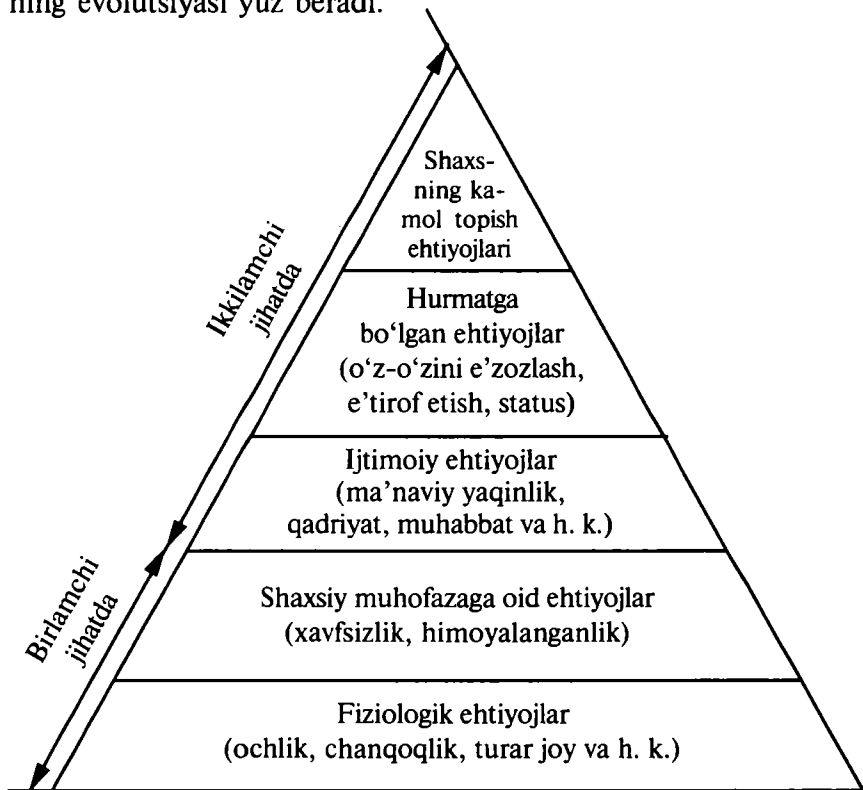 ning evolutsiyasi yuz beradi.
Shaxs-
ning ka-
mol topish
ehtiyojlari
Ikkilamchi
jihatda
Hurmatga
bo‘lgan ehtiyojlar
(o‘z-o‘zini e’zozlash,
e’tirof etish, status)
Ijtimoiy ehtiyojlar
(ma’naviy yaqinlik,
qadriyat, muhabbat va h. k.)
Birlamchi
jihatda
Shaxsiy muhofazaga oid ehtiyojlar
(xavfsizlik, himoyalanganlik)
Fiziologik ehtiyojlar
(ochlik, chanqoqlik, turar joy va h. k.)